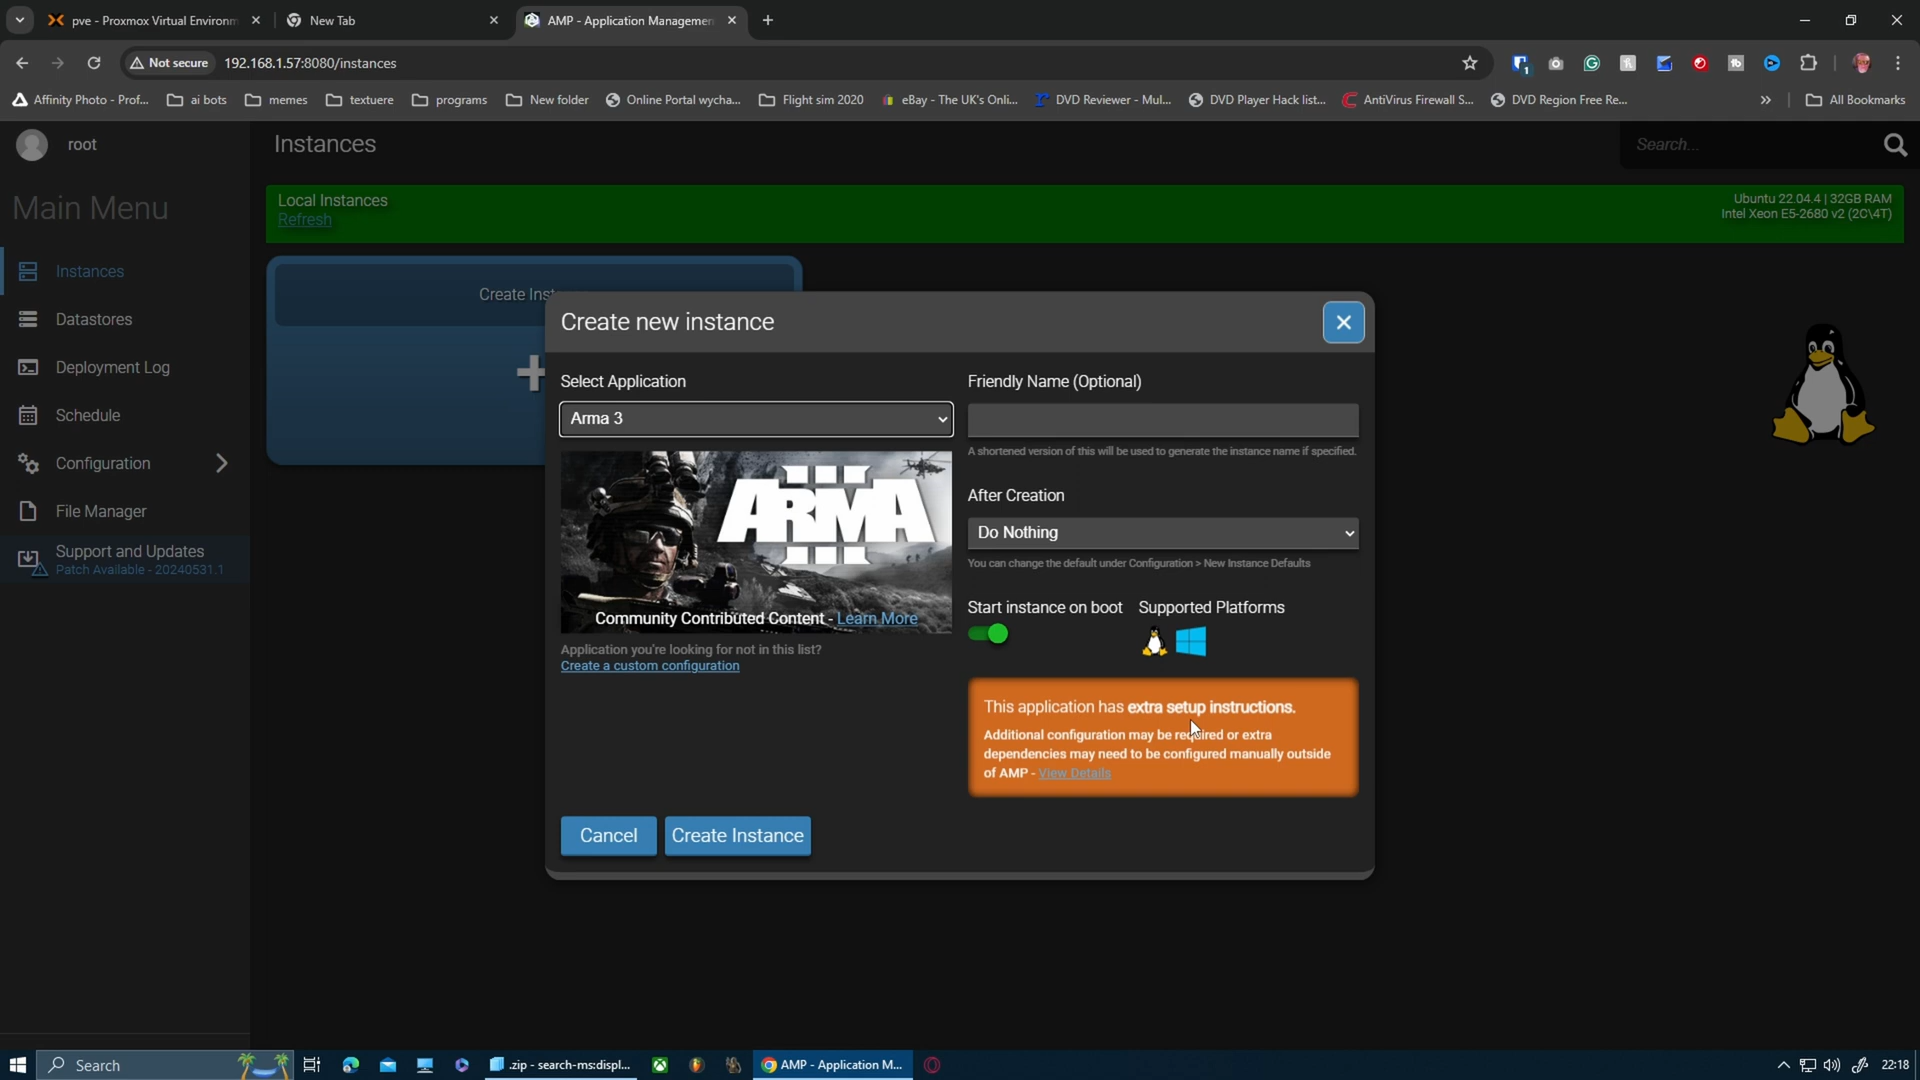 pve - Proxmox Virtual Environm
New Tab
AMP - Application Managemen
Not secure
192.168.1.57:8080/instances
Affinity Photo - Prof...
ai bots
memes
textuere
programs
New folder
Online Portal wycha...
Flight sim 2020
eBay - The UK's Onli...
DVD Reviewer - Mul...
DVD Player Hack list...
AntiVirus Firewall S...
DVD Region Free Re...
All Bookmarks
root
Instances
Search...
Main Menu
Local Instances
Refresh
Ubuntu 22.04.4 | 32GB RAM
Intel Xeon E5-2680 v2 (2C\4T)
Instances
Datastores
Deployment Log
Schedule
Configuration
File Manager
Support and Updates
Patch Available - 20240531.1
Create Inst
Create new instance
Select Application
Arma 3
ARMA
III
Community Contributed Content - Learn More
Application you're looking for not in this list?
Create a custom configuration
Friendly Name (Optional)
A shortened version of this will be used to generate the instance name if specified.
After Creation
Do Nothing
You can change the default under Configuration > New Instance Defaults
Start instance on boot
Supported Platforms
This application has extra setup instructions.
Additional configuration may be required or extra
dependencies may need to be configured manually outside
of AMP - View Details
Cancel
Create Instance
Search
.zip - search-ms:displ...
AMP - Application M...
22:18